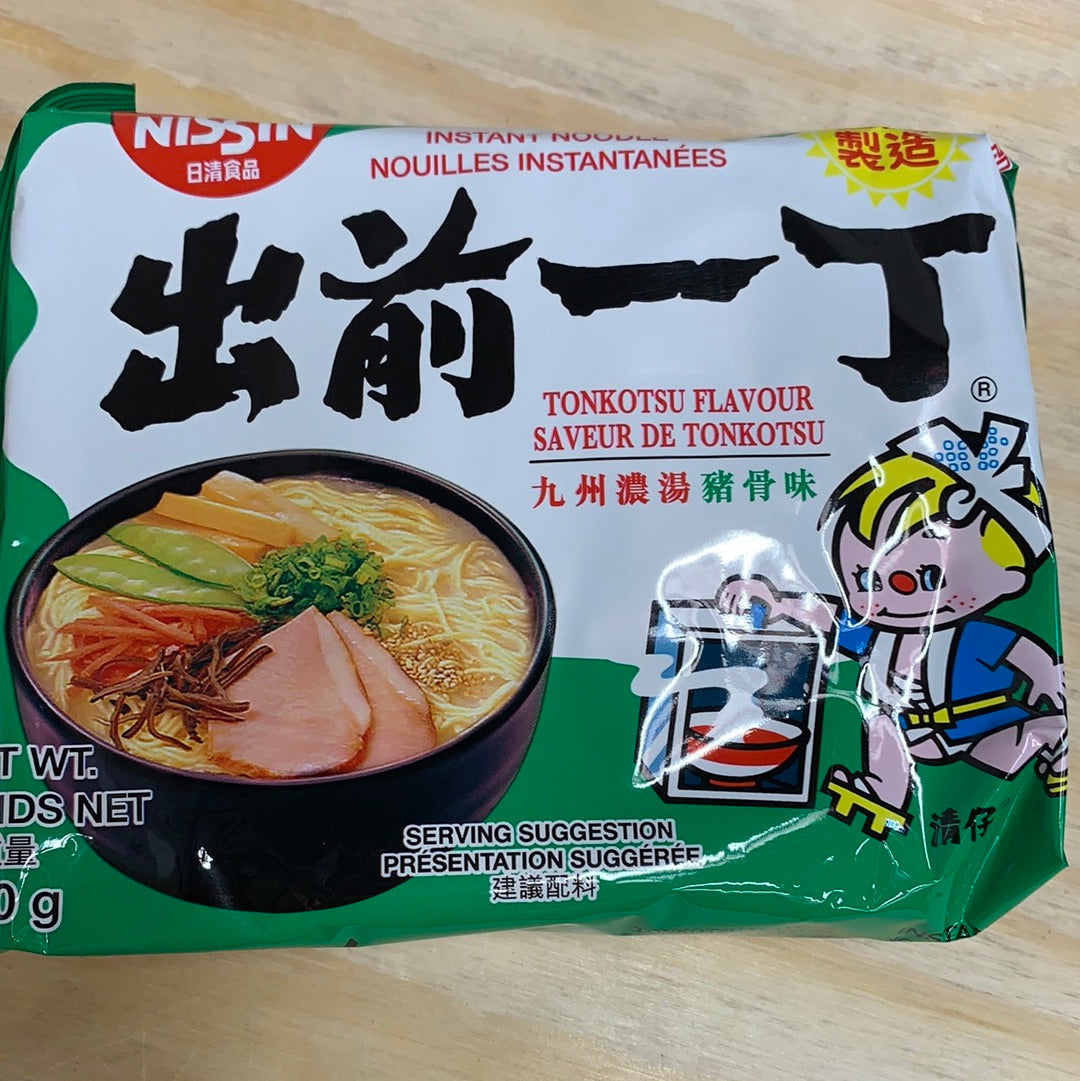 NISSIN
日清食品
INSTANT NOODLE
NOUILLES INSTANTANÉES
製造
出前一丁
®
TONKOTSU FLAVOUR
SAVEUR DE TONKOTSU
九州濃湯豬骨味
T WT.
IDS NET
量
0 g
SERVING SUGGESTION
PRÉSENTATION SUGGÉRÉE
建議配料
清仔